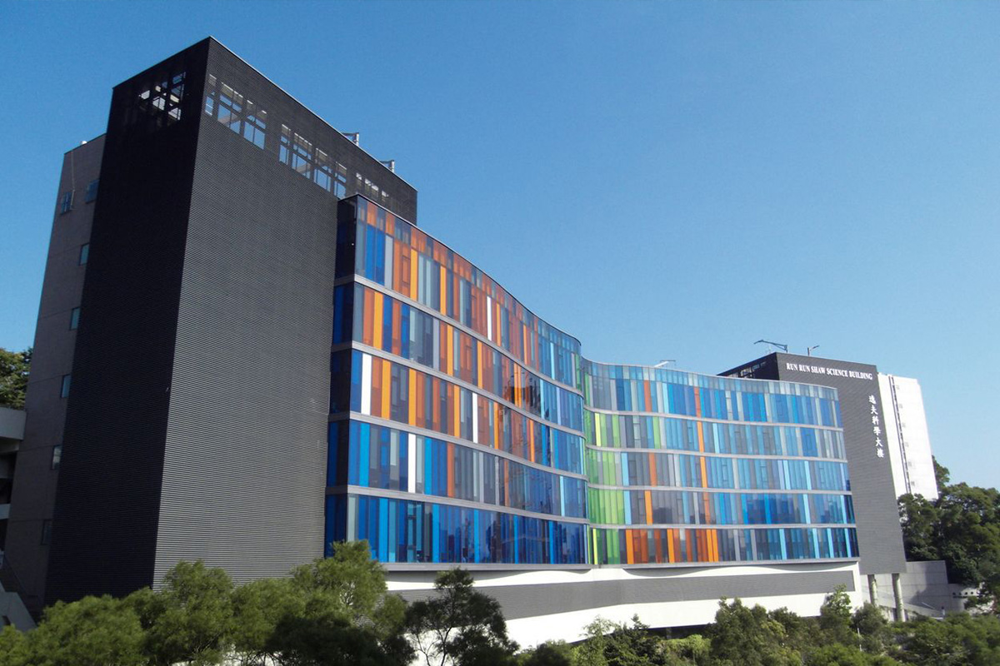 RUN RUN SHAW SCIENCE BUILDING
逸夫科學大樓